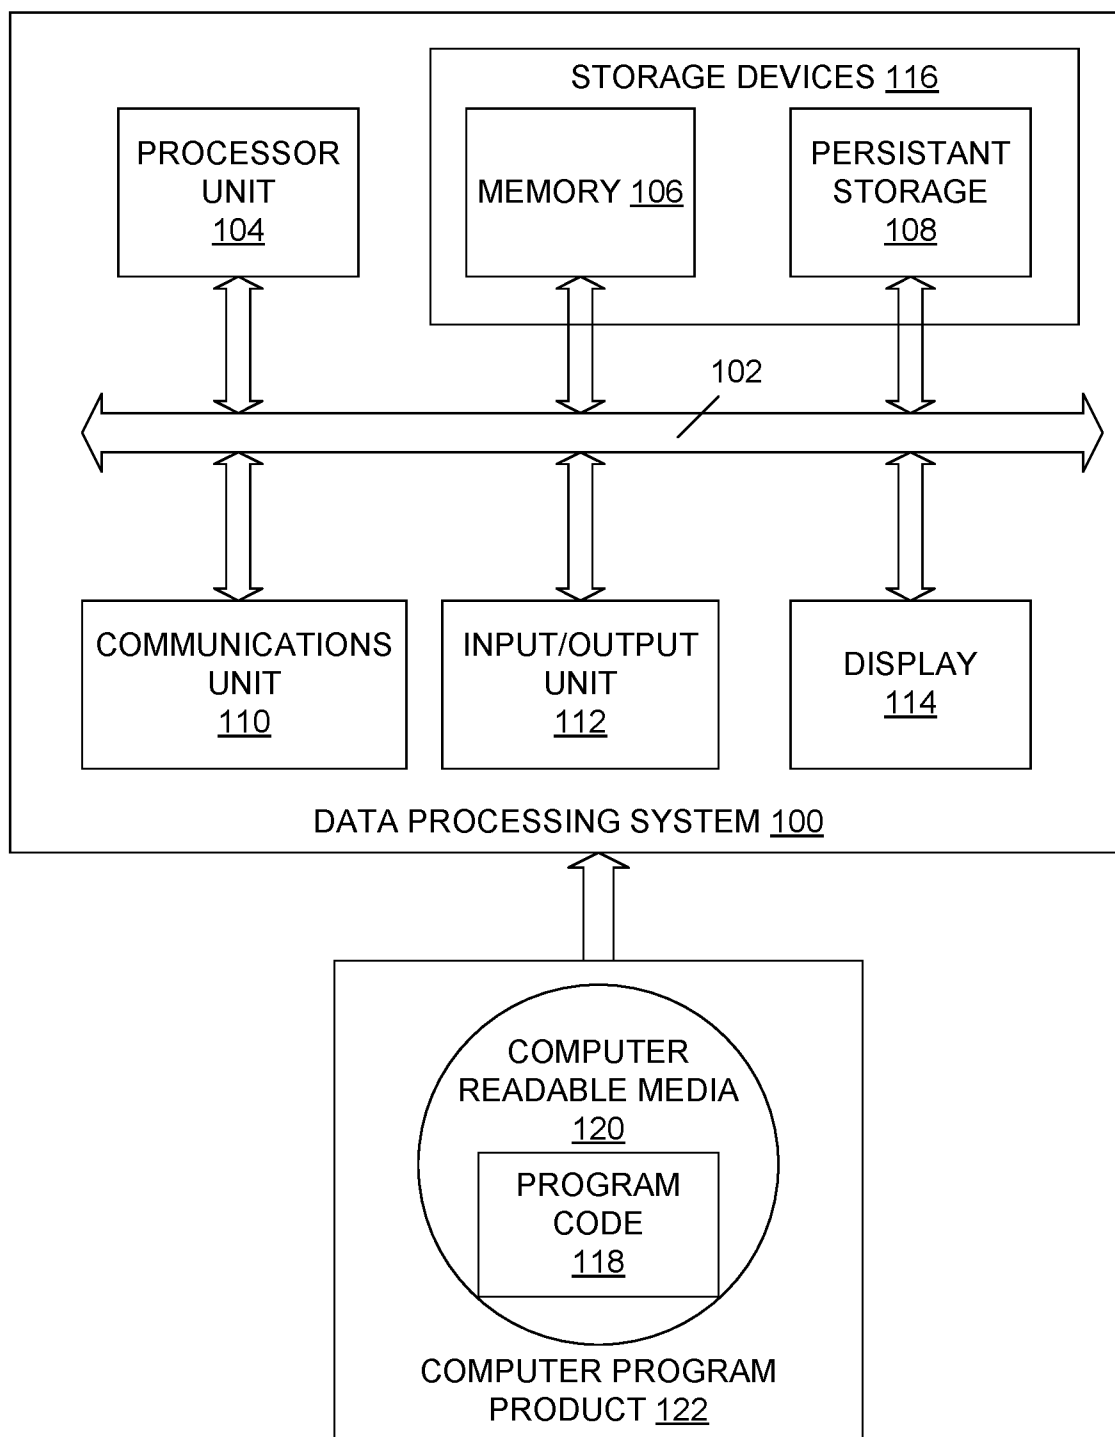 STORAGE DEVICES 116
PROCESSOR
UNIT
104
MEMORY 106
PERSISTANT
STORAGE
108
102
COMMUNICATIONS
UNIT
110
INPUT/OUTPUT
UNIT
112
DISPLAY
114
DATA PROCESSING SYSTEM 100
COMPUTER
READABLE MEDIA
120
PROGRAM
CODE
118
COMPUTER PROGRAM
PRODUCT 122